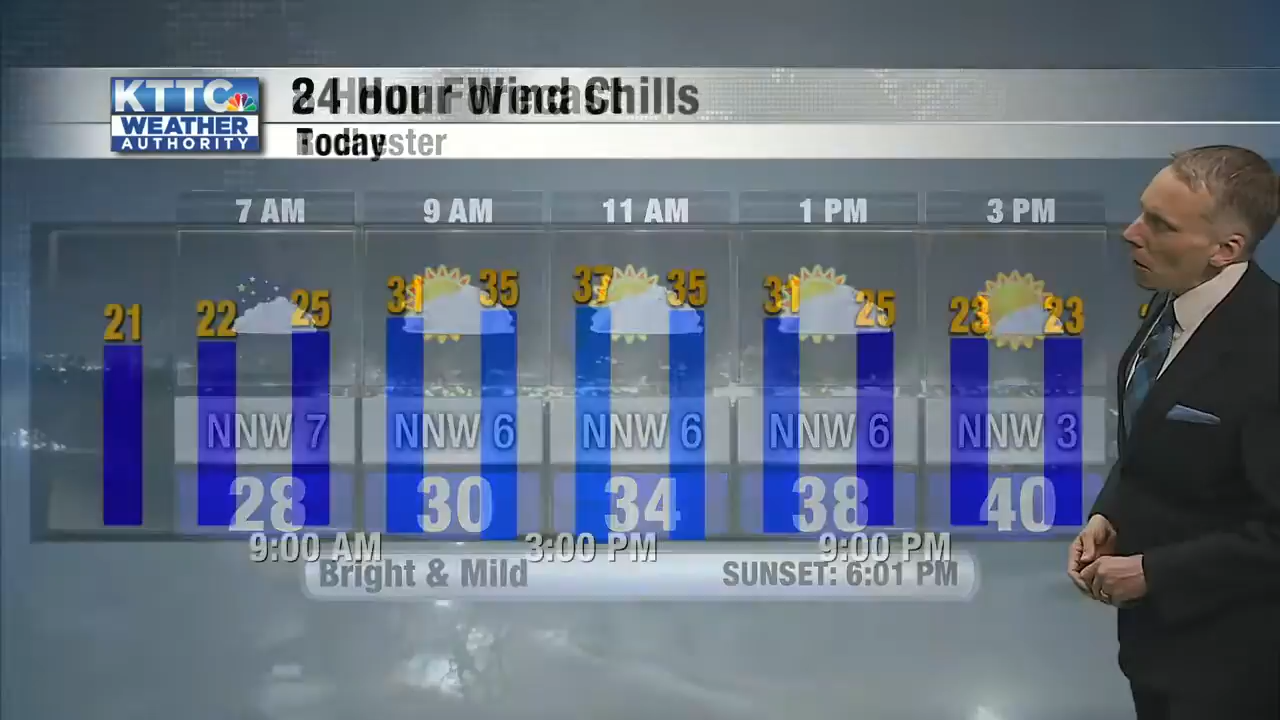 KTTC
WEATHER
AUTHORITY
24 Hour Wind Chills
Today
7 AM 9 AM 11 AM 1 PM 3 PM
21 22 25 31 35 37 35 31 25 23 23
NNW 7 NNW 6 NNW 6 NNW 6 NNW 3
28 30 34 38 40
9:00 AM 3:00 PM 9:00 PM
Bright & Mild SUNSET: 6:01 PM